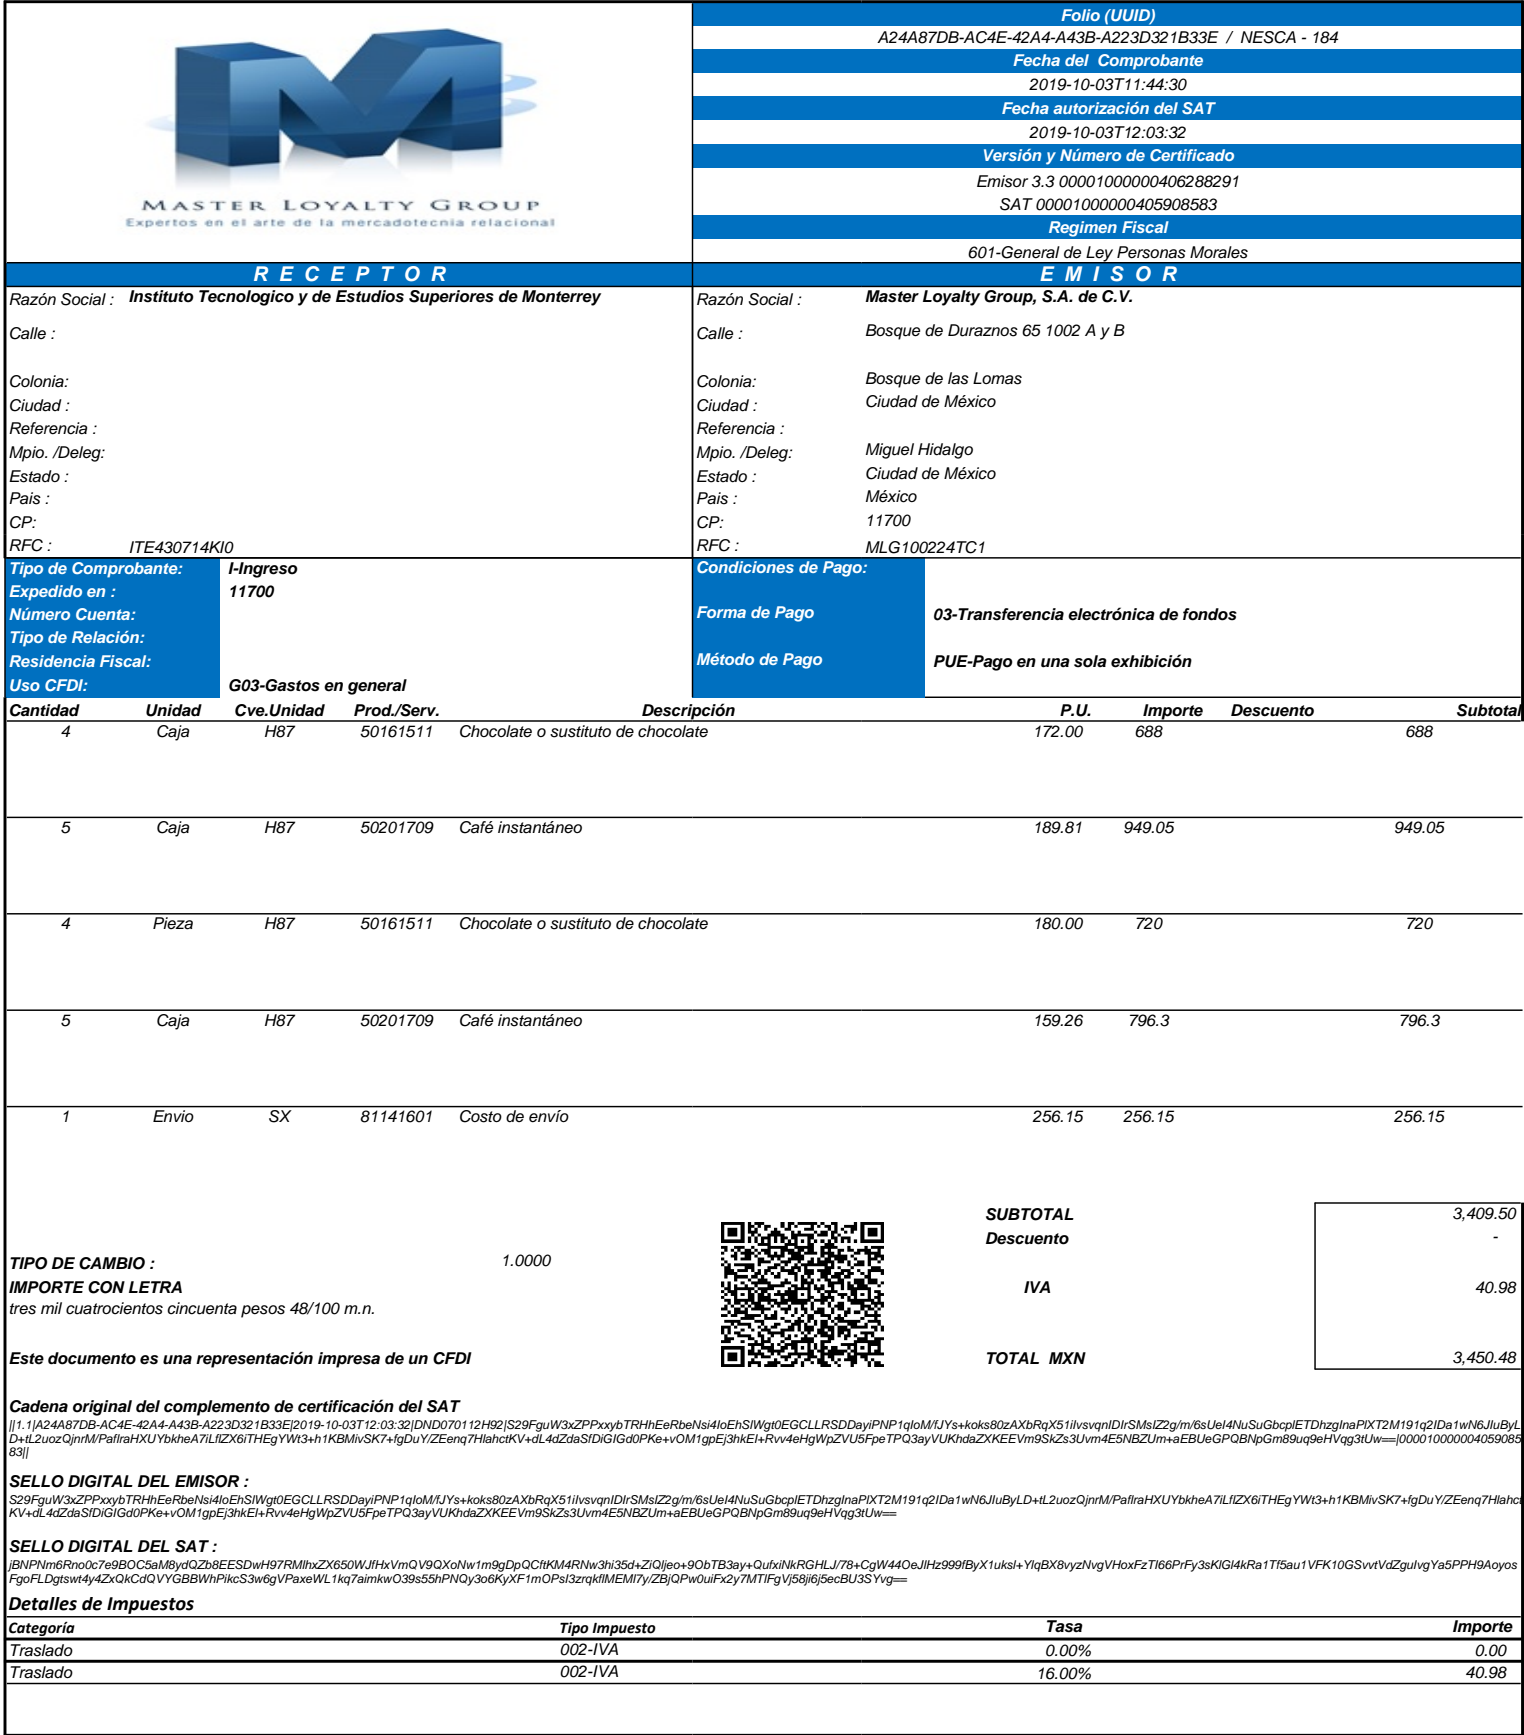 MASTER LOYALTY GROUP
Expertos en el arte de la mercadotecnia relacional
Folio (UUID)
A24A87DB-AC4E-42A4-A43B-A223D321B33E / NESCA - 184
Fecha del Comprobante
2019-10-03T11:44:30
Fecha autorización del SAT
2019-10-03T12:03:32
Versión y Número de Certificado
Emisor 3.3 00001000000406288291
SAT 00001000000405908583
Regimen Fiscal
601-General de Ley Personas Morales
RECEPTOR
Razón Social : Instituto Tecnologico y de Estudios Superiores de Monterrey
Calle :
Colonia:
Ciudad :
Referencia :
Mpio. /Deleg:
Estado :
Pais :
CP:
RFC : ITE430714KI0
EMISOR
Razón Social : Master Loyalty Group, S.A. de C.V.
Calle : Bosque de Duraznos 65 1002 A y B
Colonia: Bosque de las Lomas
Ciudad : Ciudad de México
Referencia :
Mpio. /Deleg: Miguel Hidalgo
Estado : Ciudad de México
Pais : México
CP: 11700
RFC : MLG100224TC1
Tipo de Comprobante: I-Ingreso
Expedido en : 11700
Número Cuenta:
Tipo de Relación:
Residencia Fiscal:
Uso CFDI: G03-Gastos en general
Condiciones de Pago:
Forma de Pago 03-Transferencia electrónica de fondos
Método de Pago PUE-Pago en una sola exhibición
Cantidad Unidad Cve.Unidad Prod./Serv. Descripción P.U. Importe Descuento Subtotal
4 Caja H87 50161511 Chocolate o sustituto de chocolate 172.00 688 688
5 Caja H87 50201709 Café instantáneo 189.81 949.05 949.05
4 Pieza H87 50161511 Chocolate o sustituto de chocolate 180.00 720 720
5 Caja H87 50201709 Café instantáneo 159.26 796.3 796.3
1 Envio SX 81141601 Costo de envío 256.15 256.15 256.15
SUBTOTAL 3,409.50
Descuento -
TIPO DE CAMBIO : 1.0000
IMPORTE CON LETRA
IVA 40.98
tres mil cuatrocientos cincuenta pesos 48/100 m.n.
Este documento es una representación impresa de un CFDI
TOTAL MXN 3,450.48
Cadena original del complemento de certificación del SAT
83||
SELLO DIGITAL DEL EMISOR :
SELLO DIGITAL DEL SAT :
Detalles de Impuestos
Categoría Tipo Impuesto Tasa Importe
Traslado 002-IVA 0.00% 0.00
Traslado 002-IVA 16.00% 40.98